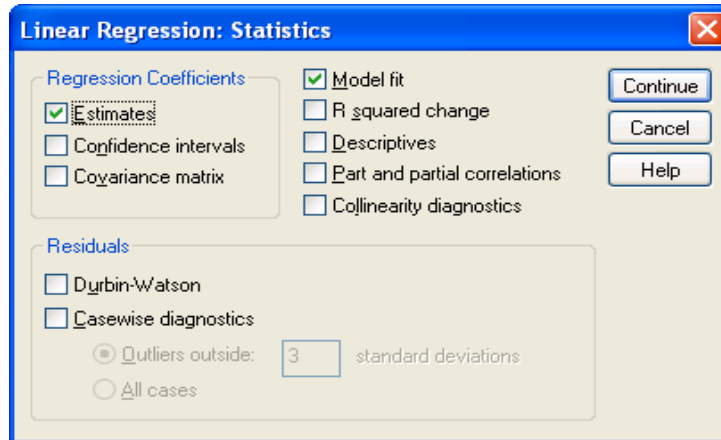 Linear Regression: Statistics
Regression Coefficients
Estimates
Confidence intervals
Covariance matrix
Model fit
R squared change
Descriptives
Part and partial correlations
Collinearity diagnostics
Continue
Cancel
Help
Residuals
Durbin-Watson
Casewise diagnostics
Outliers outside: 3 standard deviations
All cases